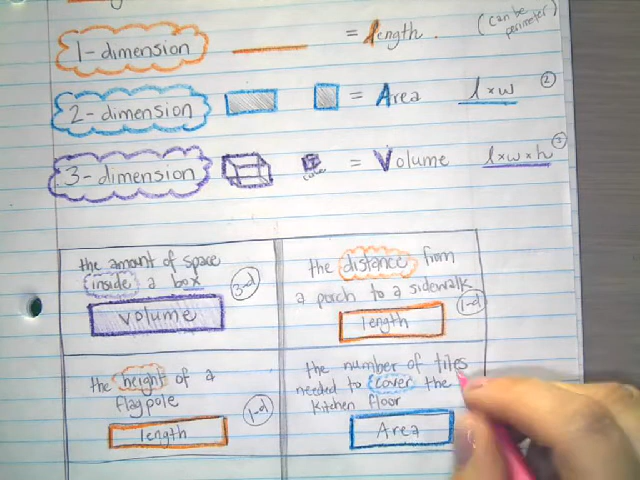 1-dimension = length. (can be
perimeter)
2-dimension = Area l x w ②
3-dimension cube = Volume l x w x h ③
the amount of space
inside a box 3-d
Volume
the distance from
a porch to a sidewalk
1-d
length
the height of a
flagpole 1-d
length
the number of tiles
needed to cover the
kitchen floor
Area